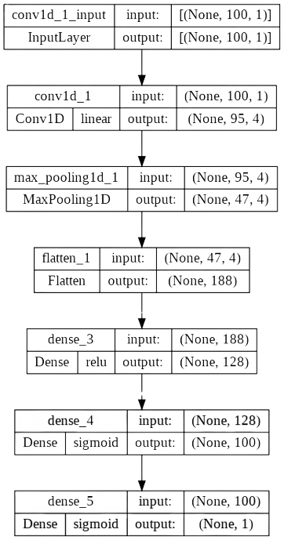 conv1d_1_input input: [(None, 100, 1)]
InputLayer output: [(None, 100, 1)]
conv1d_1 input: (None, 100, 1)
Conv1D linear output: (None, 95, 4)
max_pooling1d_1 input: (None, 95, 4)
MaxPooling1D output: (None, 47, 4)
flatten_1 input: (None, 47, 4)
Flatten output: (None, 188)
dense_3 input: (None, 188)
Dense relu output: (None, 128)
dense_4 input: (None, 128)
Dense sigmoid output: (None, 100)
dense_5 input: (None, 100)
Dense sigmoid output: (None, 1)